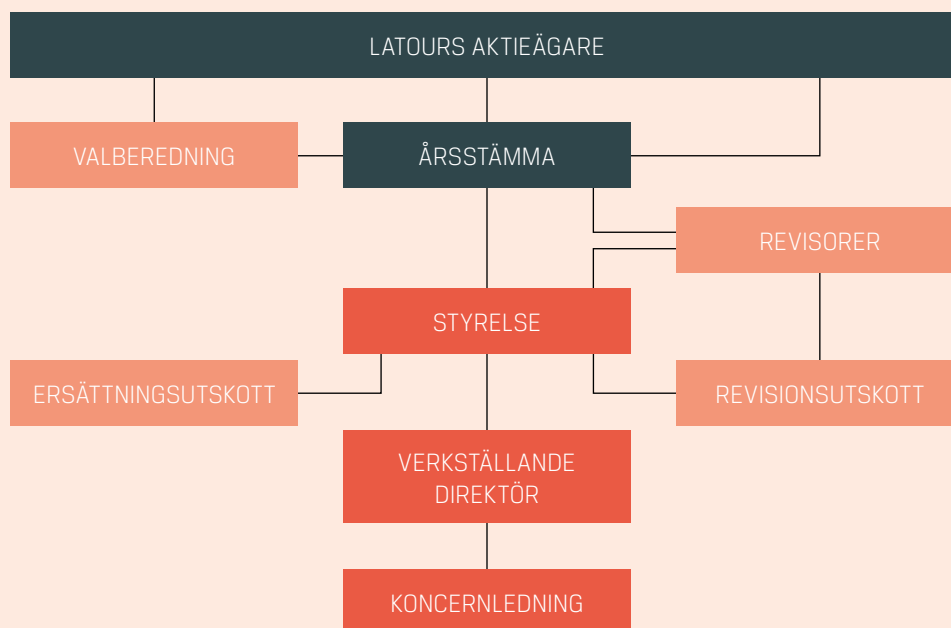 LATOURS AKTIEÄGARE
VALBEREDNING
ÅRSSTÄMMA
REVISORER
STYRELSE
ERSÄTTNINGSUTSKOTT
REVISIONSUTSKOTT
VERKSTÄLLANDE
DIREKTÖR
KONCERNLEDNING